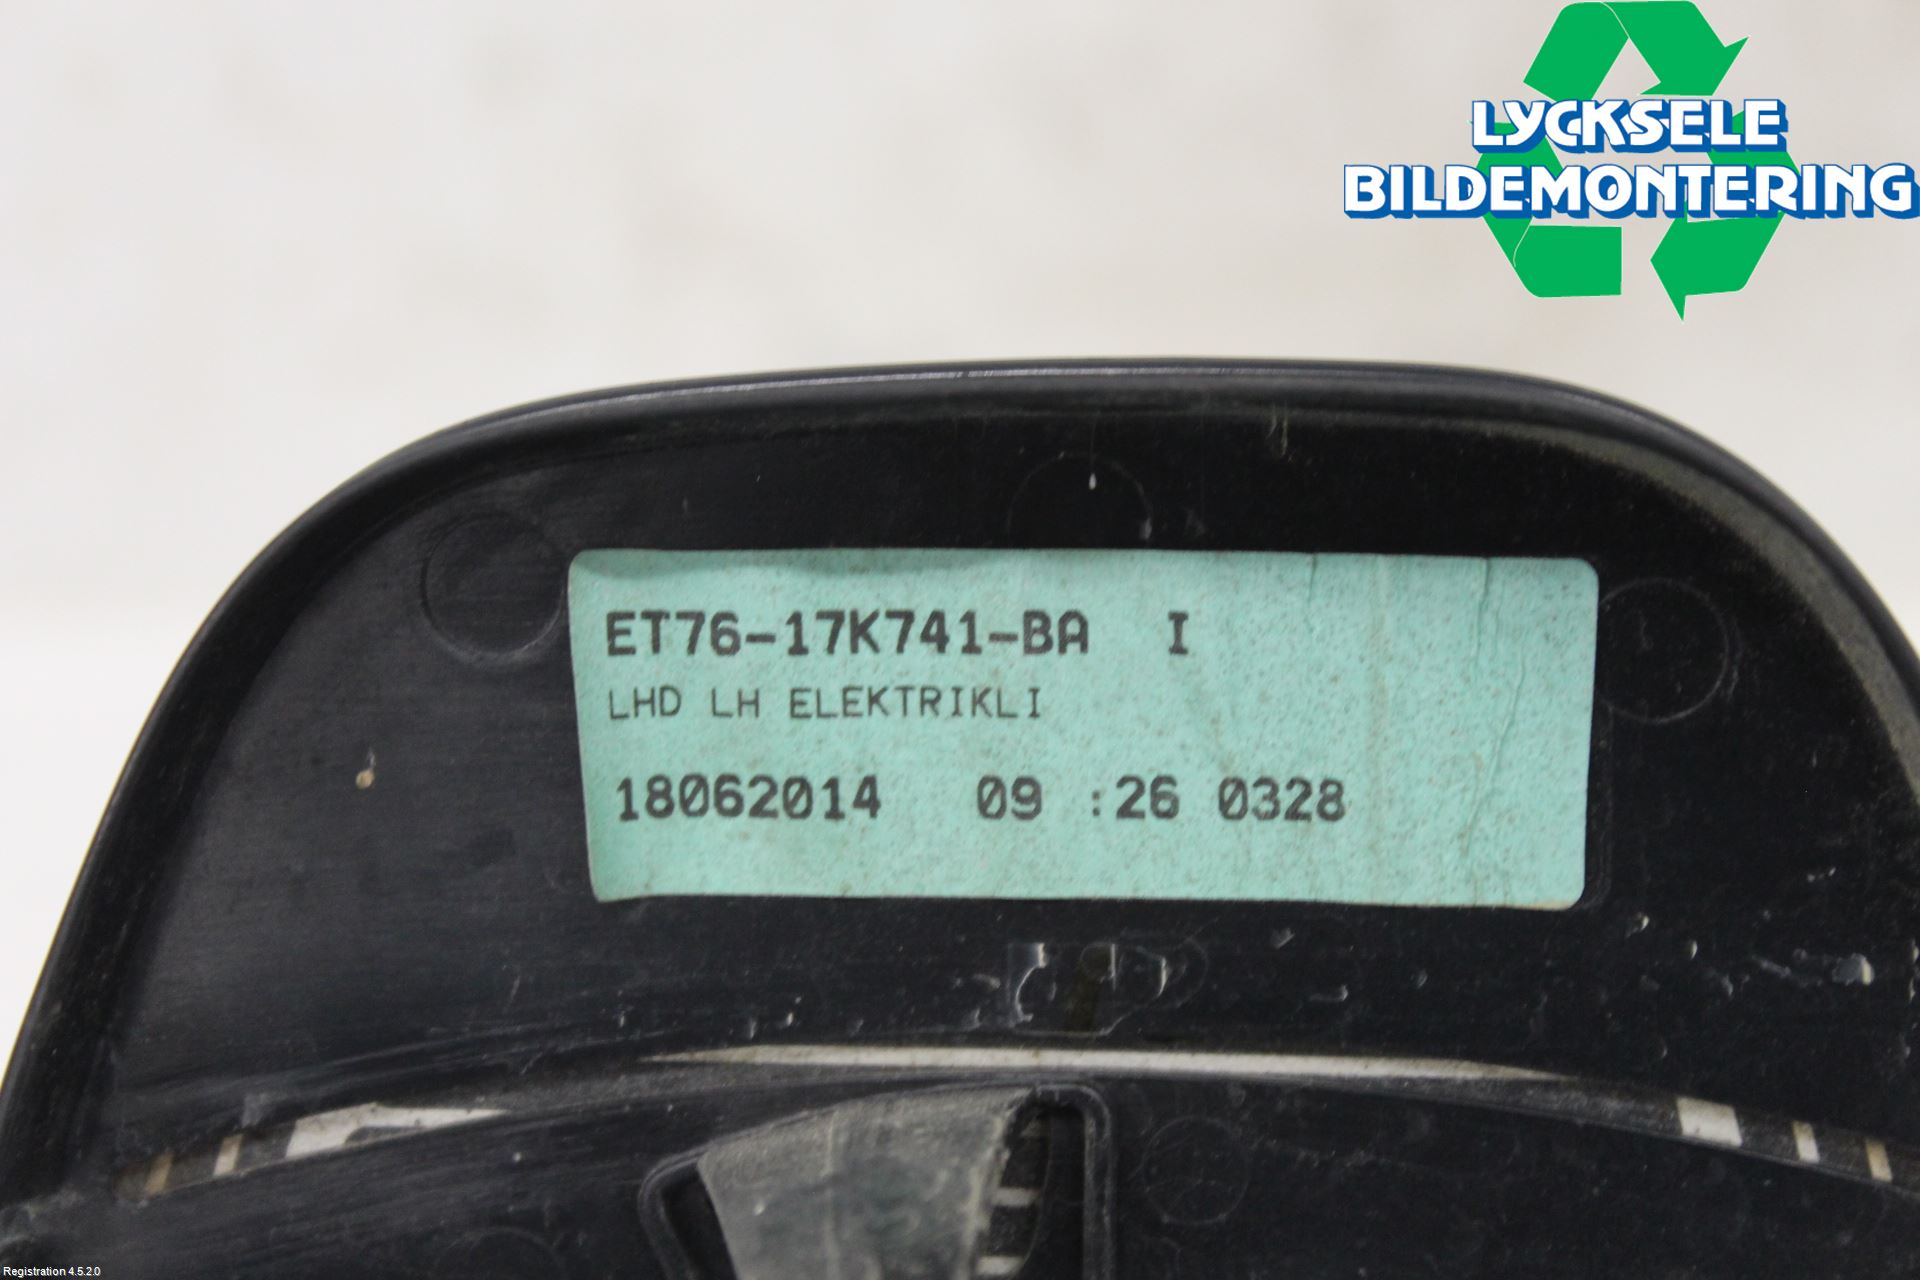 LYCKSELE
BILDEMONTERING
ET76-17K741-BA I
LHD LH ELEKTRIKLI
18062014 09 :26 0328
Registration 4.5.2.0